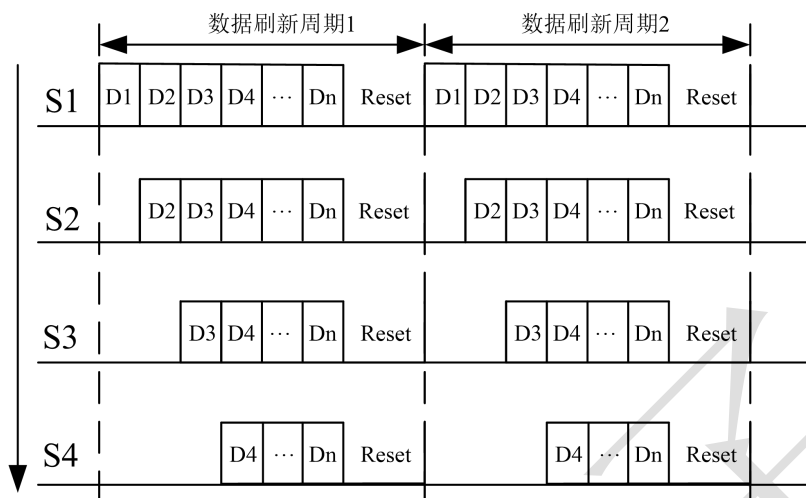 数据刷新周期1 数据刷新周期2
S1 D1 D2 D3 D4 ··· Dn Reset D1 D2 D3 D4 ··· Dn Reset
S2 D2 D3 D4 ··· Dn Reset D2 D3 D4 ··· Dn Reset
S3 D3 D4 ··· Dn Reset D3 D4 ··· Dn Reset
S4 D4 ··· Dn Reset D4 ··· Dn Reset